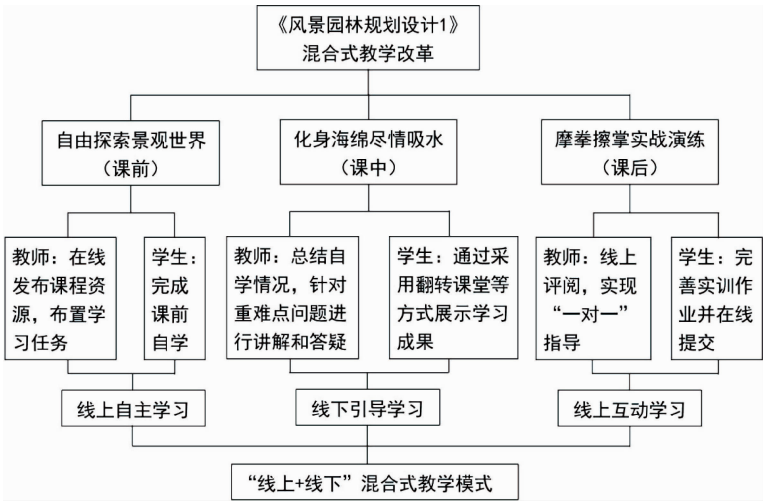 《风景园林规划设计1》
混合式教学改革
自由探索景观世界
（课前）
化身海绵尽情吸水
（课中）
摩拳擦掌实战演练
（课后）
教师：在线
发布课程资
源，布置学
习任务
学生：
完成
课前
自学
教师：总结自
学情况，针对
重难点问题进
行讲解和答疑
学生：通过采
用翻转课堂等
方式展示学习
成果
教师：线上
评阅，实现
“一对一”
指导
学生：完
善实训作
业并在线
提交
线上自主学习
线下引导学习
线上互动学习
“线上+线下”混合式教学模式